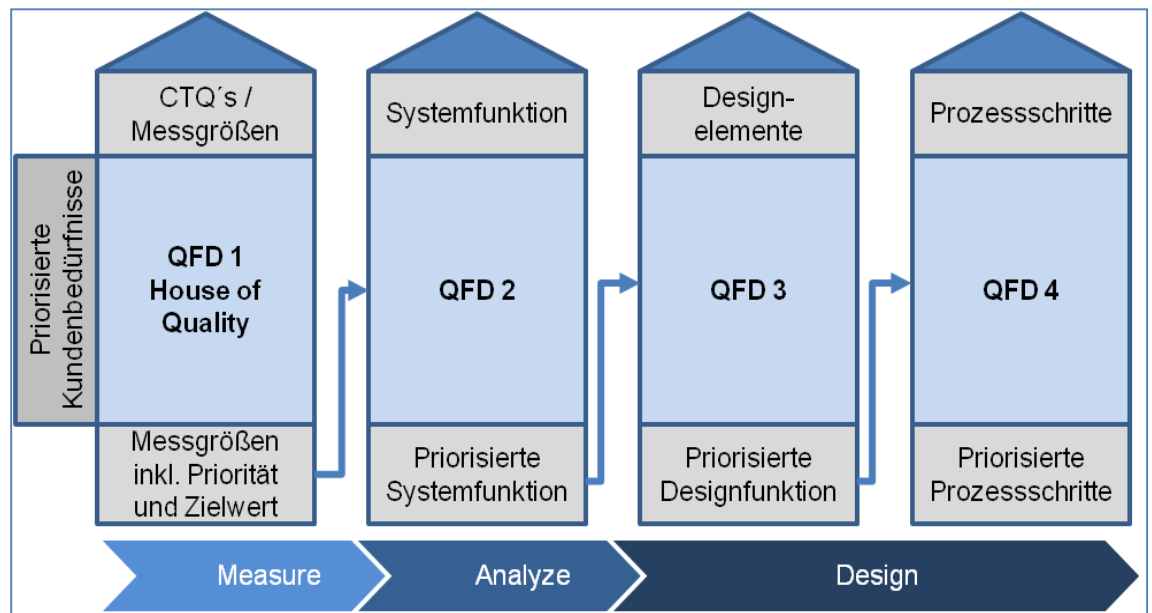 CTQ´s /
Messgrößen
Systemfunktion
Design-
elemente
Prozessschritte
Priorisierte
Kundenbedürfnisse
QFD 1
House of
Quality
QFD 2
QFD 3
QFD 4
Messgrößen
inkl. Priorität
und Zielwert
Priorisierte
Systemfunktion
Priorisierte
Designfunktion
Priorisierte
Prozessschritte
Measure
Analyze
Design